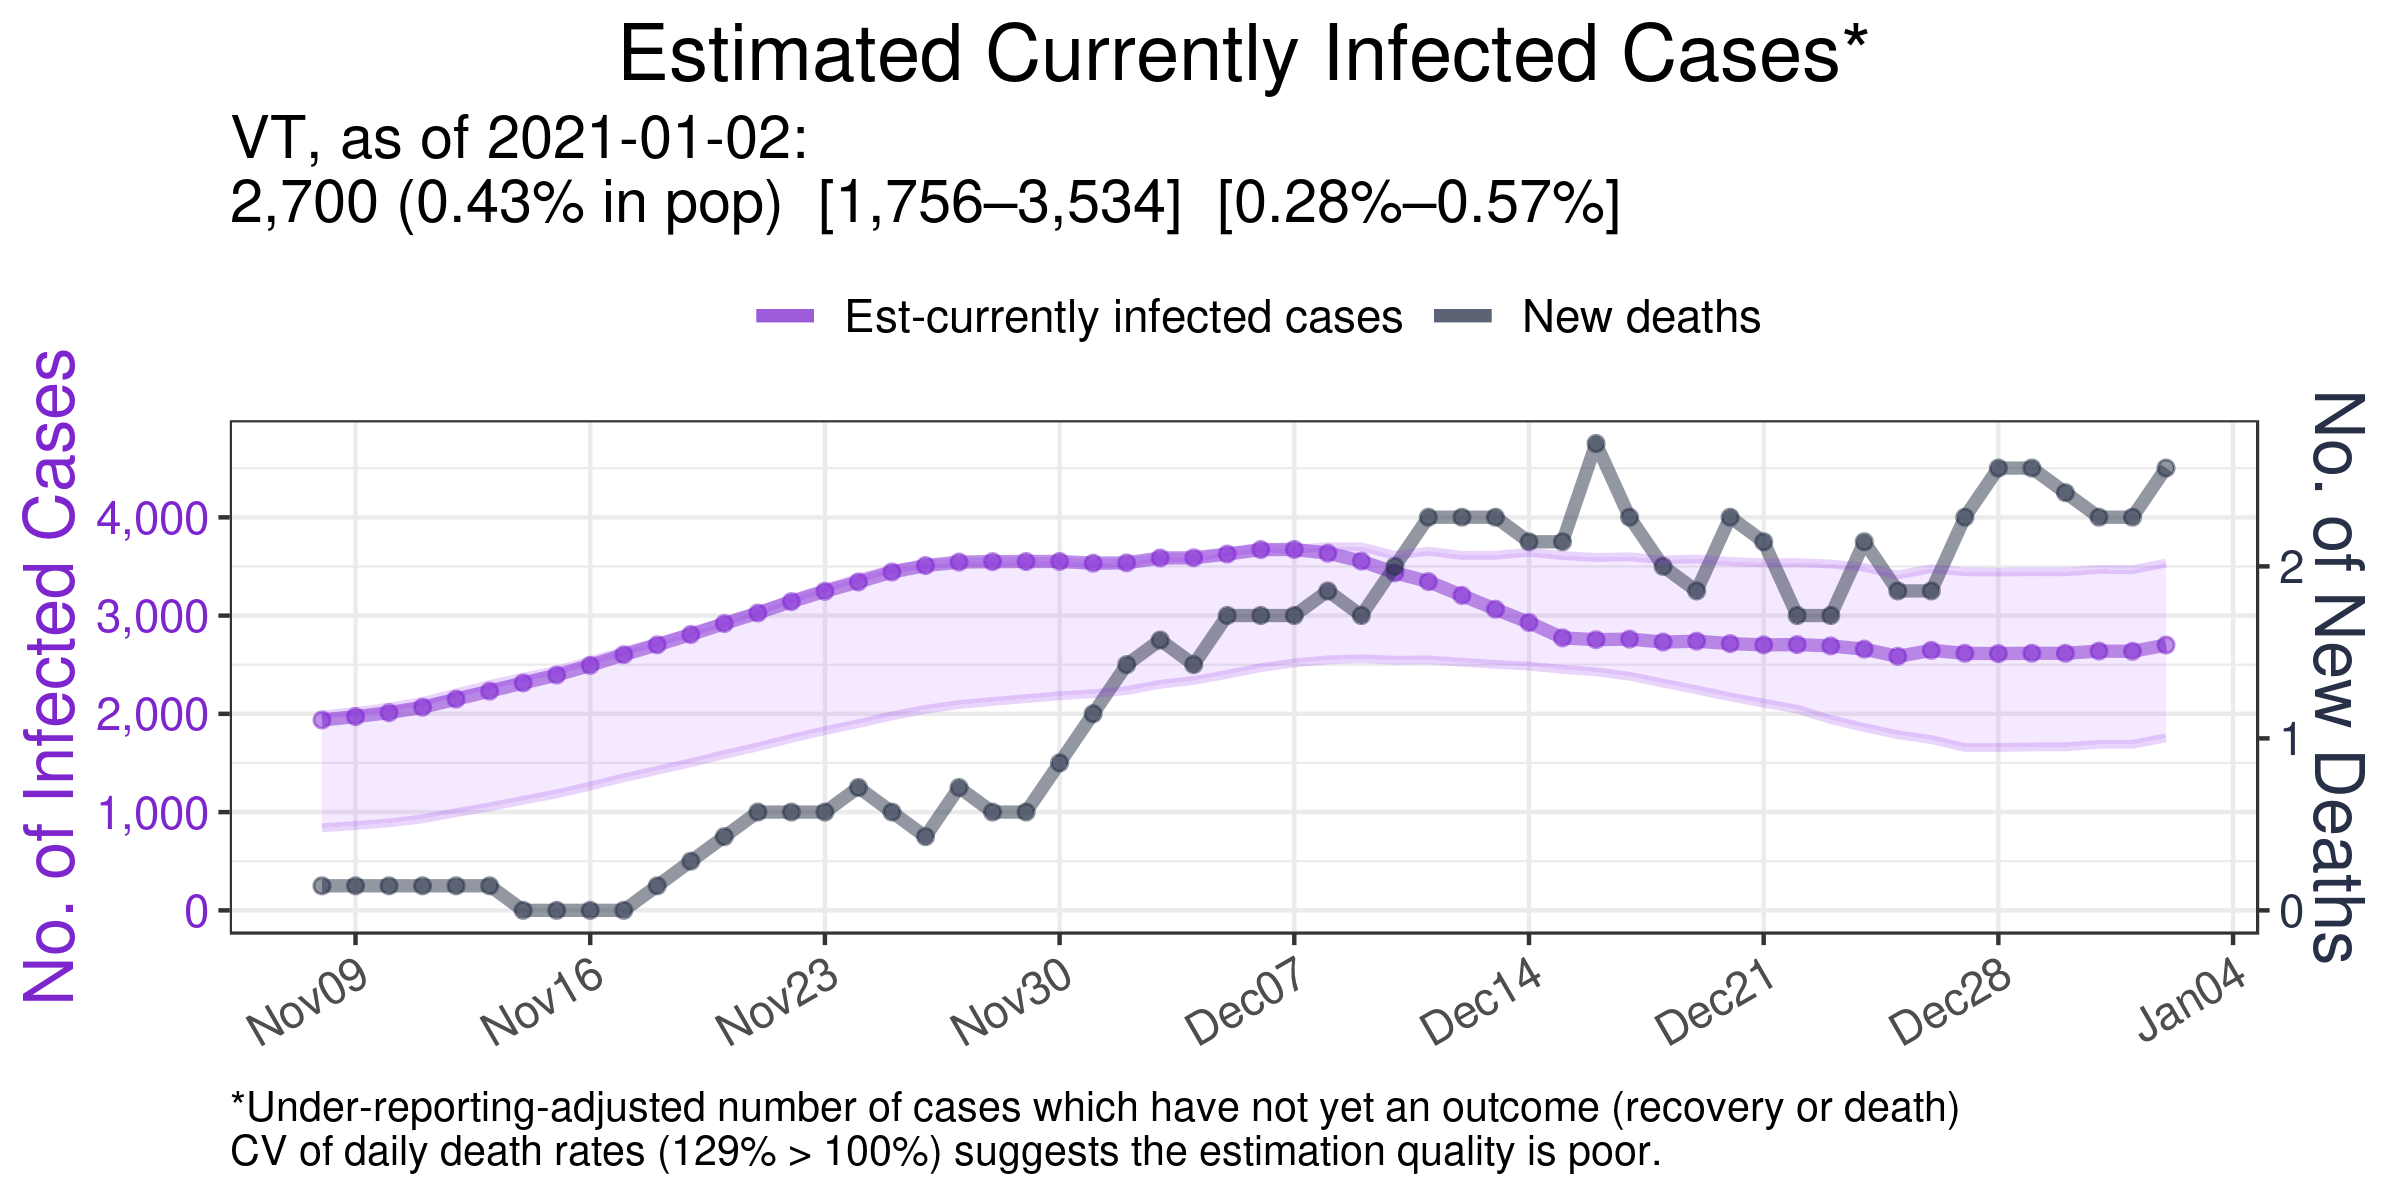 Estimated Currently Infected Cases*
VT, as of 2021-01-02:
2,700 (0.43% in pop)  [1,756–3,534]  [0.28%–0.57%]
Est-currently infected cases
New deaths
No. of Infected Cases
4,000
3,000
2,000
1,000
0
No. of New Deaths
2
1
0
Nov09
Nov16
Nov23
Nov30
Dec07
Dec14
Dec21
Dec28
Jan04
*Under-reporting-adjusted number of cases which have not yet an outcome (recovery or death)
CV of daily death rates (129% > 100%) suggests the estimation quality is poor.